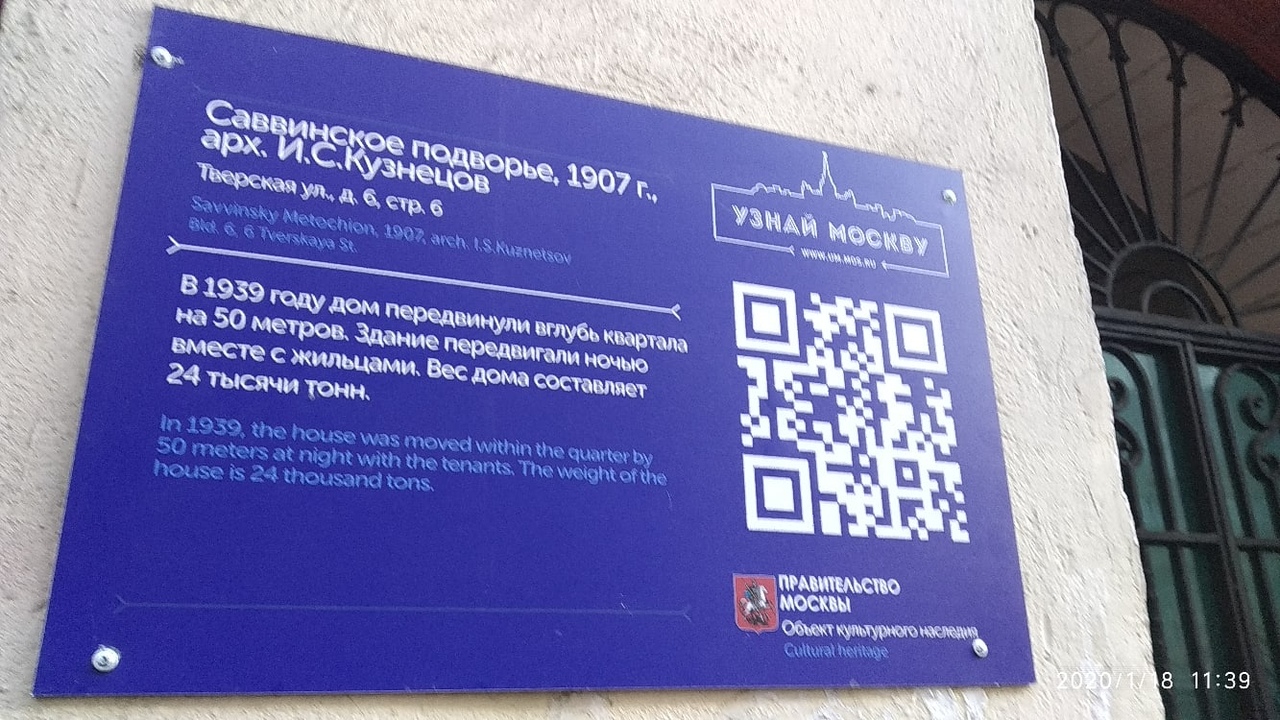 Саввинское подворье, 1907 г.,
арх. И.С.Кузнецов
Тверская ул., д. 6, стр. 6
Savvinsky Metochion, 1907, arch. I.S.Kuznetsov
Bld. 6, 6 Tverskaya St.
В 1939 году дом передвинули вглубь квартала
на 50 метров. Здание передвигали ночью
вместе с жильцами. Вес дома составляет
24 тысячи тонн.
In 1939, the house was moved within the quarter by
50 meters at night with the tenants. The weight of the
house is 24 thousand tons.
УЗНАЙ МОСКВУ
WWW.UM.MOS.RU
ПРАВИТЕЛЬСТВО
МОСКВЫ
Объект культурного наследия
Cultural heritage
2020/1/18 11:39